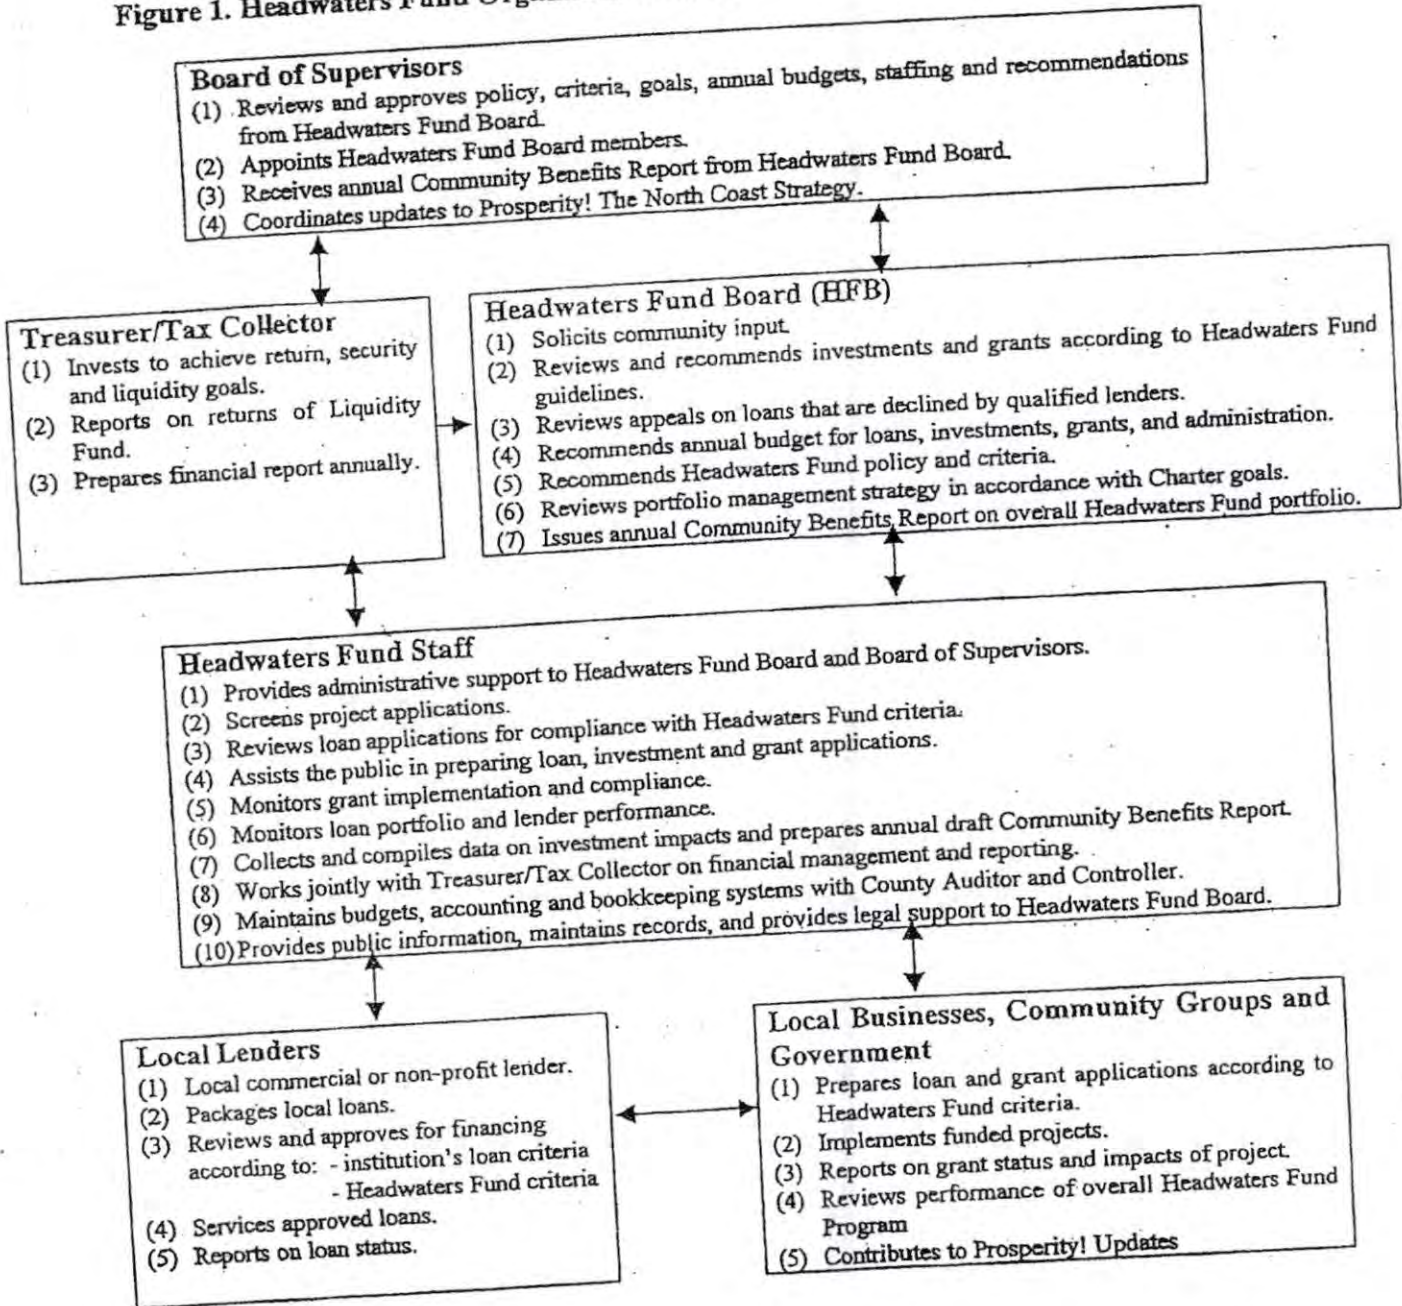 Figure 1. Headwaters Fund
Board of Supervisors
(1) Reviews and approves policy, criteria, goals, annual budgets, staffing and recommendations
from Headwaters Fund Board.
(2) Appoints Headwaters Fund Board members.
(3) Receives annual Community Benefits Report from Headwaters Fund Board.
(4) Coordinates updates to Prosperity! The North Coast Strategy.
Treasurer/Tax Collector
(1) Invests to achieve return, security
and liquidity goals.
(2) Reports on returns of Liquidity
Fund.
(3) Prepares financial report annually.
Headwaters Fund Board (HFB)
(1) Solicits community input.
(2) Reviews and recommends investments and grants according to Headwaters Fund
guidelines.
(3) Reviews appeals on loans that are declined by qualified lenders.
(4) Recommends annual budget for loans, investments, grants, and administration.
(5) Recommends Headwaters Fund policy and criteria.
(6) Reviews portfolio management strategy in accordance with Charter goals.
(7) Issues annual Community Benefits Report on overall Headwaters Fund portfolio.
Headwaters Fund Staff
(1) Provides administrative support to Headwaters Fund Board and Board of Supervisors.
(2) Screens project applications.
(3) Reviews loan applications for compliance with Headwaters Fund criteria.
(4) Assists the public in preparing loan, investment and grant applications.
(5) Monitors grant implementation and compliance.
(6) Monitors loan portfolio and lender performance.
(7) Collects and compiles data on investment impacts and prepares annual draft Community Benefits Report.
(8) Works jointly with Treasurer/Tax Collector on financial management and reporting.
(9) Maintains budgets, accounting and bookkeeping systems with County Auditor and Controller.
(10) Provides public information, maintains records, and provides legal support to Headwaters Fund Board.
Local Lenders
(1) Local commercial or non-profit lender.
(2) Packages local loans.
(3) Reviews and approves for financing
according to: - institution's loan criteria
- Headwaters Fund criteria
(4) Services approved loans.
(5) Reports on loan status.
Local Businesses, Community Groups and
Government
(1) Prepares loan and grant applications according to
Headwaters Fund criteria.
(2) Implements funded projects.
(3) Reports on grant status and impacts of project.
(4) Reviews performance of overall Headwaters Fund
Program
(5) Contributes to Prosperity! Updates